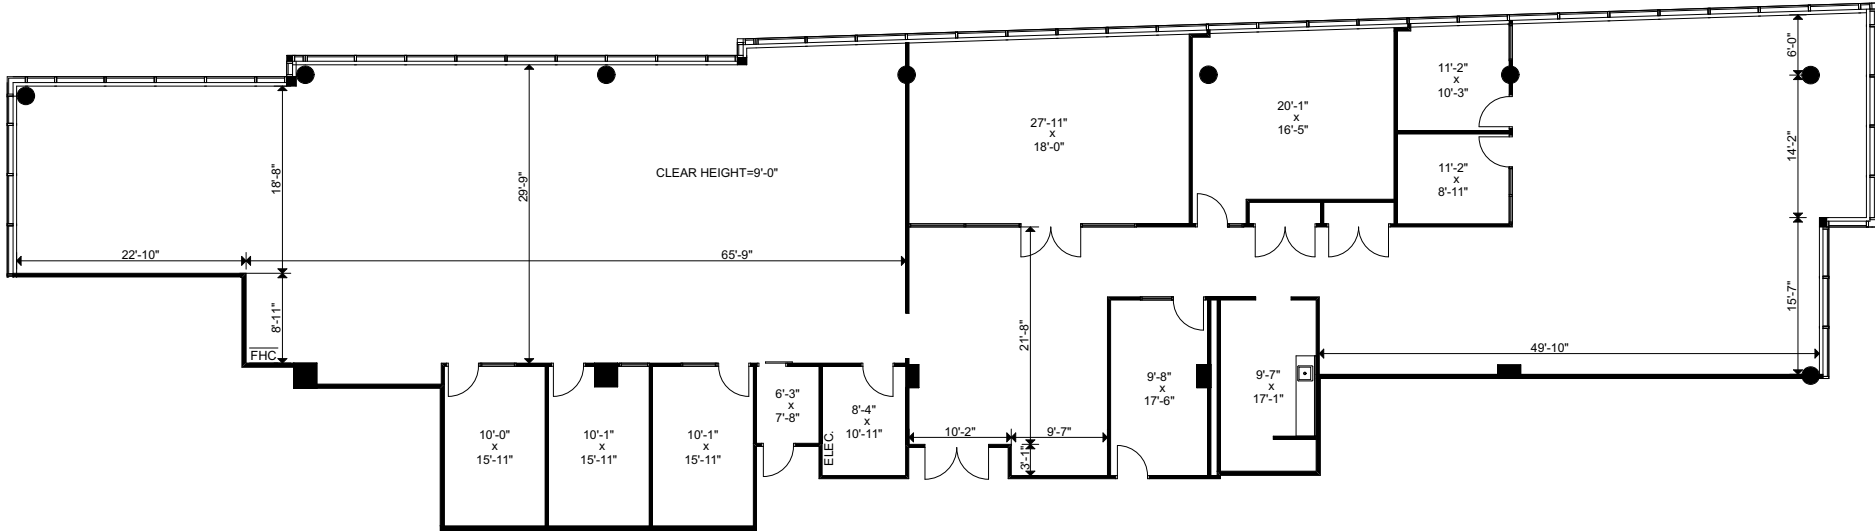 6'-0"
11'-2"
x
10'-3"
20'-1"
x
16'-5"
27'-11"
x
18'-0"
14'-2"
CLEAR HEIGHT=9'-0"
18'-8"
29'-9"
11'-2"
x
8'-11"
22'-10"
65'-9"
15'-7"
8'-11"
21'-8"
FHC
49'-10"
9'-8"
x
17'-6"
9'-7"
x
17'-1"
6'-3"
x
7'-8"
8'-4"
x
10'-11"
ELEC.
10'-0"
x
15'-11"
10'-1"
x
15'-11"
10'-1"
x
15'-11"
10'-2"
9'-7"
3'-1"